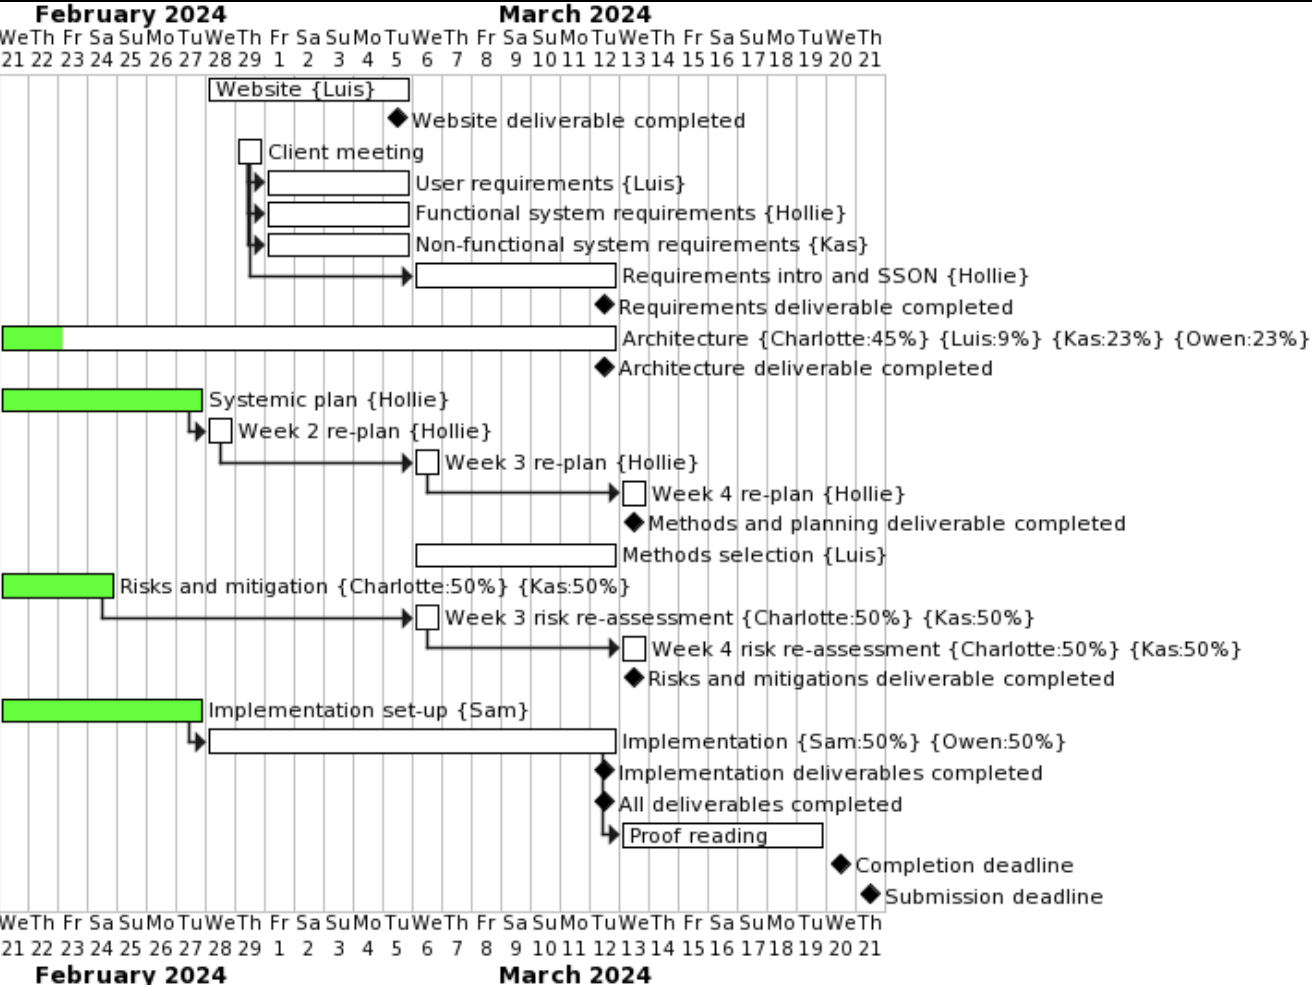 February 2024 March 2024
We Th Fr Sa Su Mo Tu We Th Fr Sa Su Mo Tu We Th Fr Sa Su Mo Tu We Th Fr Sa Su Mo Tu We Th
21 22 23 24 25 26 27 28 29 1 2 3 4 5 6 7 8 9 10 11 12 13 14 15 16 17 18 19 20 21
Website {Luis}
Website deliverable completed
Client meeting
User requirements {Luis}
Functional system requirements {Hollie}
Non-functional system requirements {Kas}
Requirements intro and SSON {Hollie}
Requirements deliverable completed
Architecture {Charlotte:45%} {Luis:9%} {Kas:23%} {Owen:23%}
Architecture deliverable completed
Systemic plan {Hollie}
Week 2 re-plan {Hollie}
Week 3 re-plan {Hollie}
Week 4 re-plan {Hollie}
Methods and planning deliverable completed
Methods selection {Luis}
Risks and mitigation {Charlotte:50%} {Kas:50%}
Week 3 risk re-assessment {Charlotte:50%} {Kas:50%}
Week 4 risk re-assessment {Charlotte:50%} {Kas:50%}
Risks and mitigations deliverable completed
Implementation set-up {Sam}
Implementation {Sam:50%} {Owen:50%}
Implementation deliverables completed
All deliverables completed
Proof reading
Completion deadline
Submission deadline
We Th Fr Sa Su Mo Tu We Th Fr Sa Su Mo Tu We Th Fr Sa Su Mo Tu We Th Fr Sa Su Mo Tu We Th
21 22 23 24 25 26 27 28 29 1 2 3 4 5 6 7 8 9 10 11 12 13 14 15 16 17 18 19 20 21
February 2024 March 2024